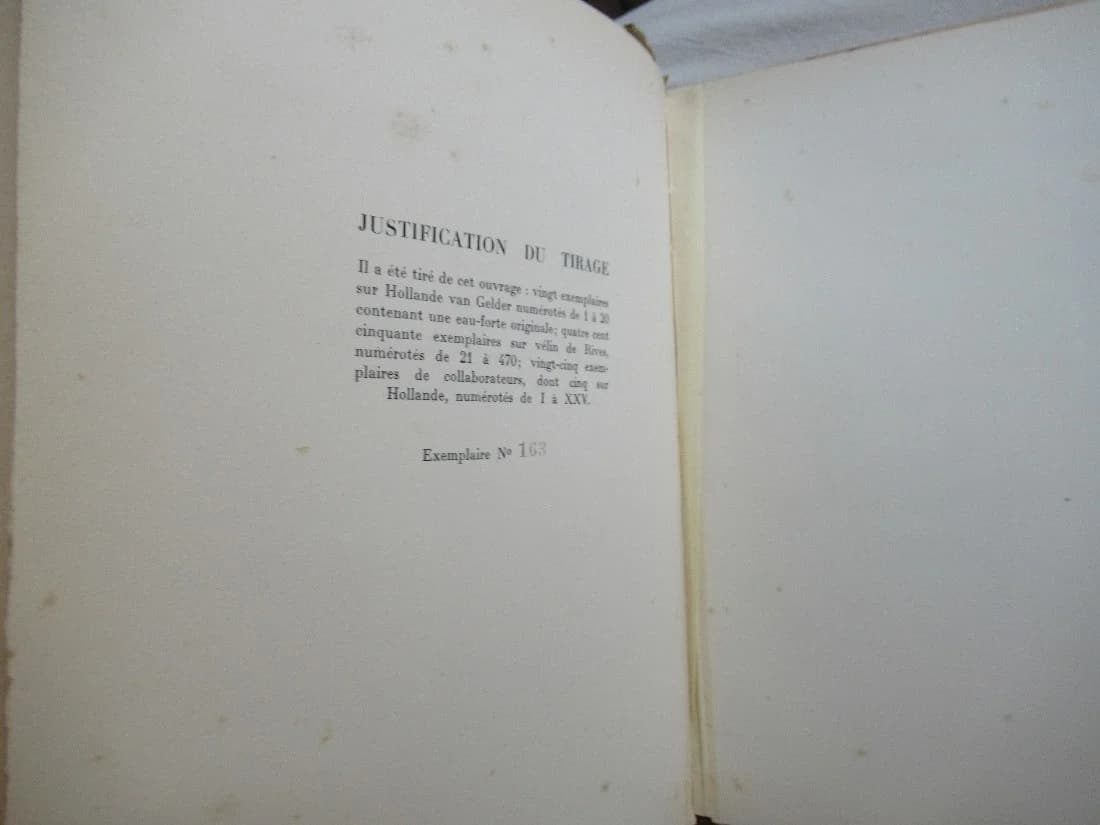 JUSTIFICATION DU TIRAGE
Il a été tiré de cet ouvrage : vingt exemplaires
sur Hollande van Gelder numérotés de 1 à 20
contenant une eau-forte originale; quatre cent
cinquante exemplaires sur vélin de Rives,
numérotés de 21 à 470; vingt-cinq exem-
plaires de collaborateurs, dont cinq sur
Hollande, numérotés de I à XXV.
Exemplaire Nº 163